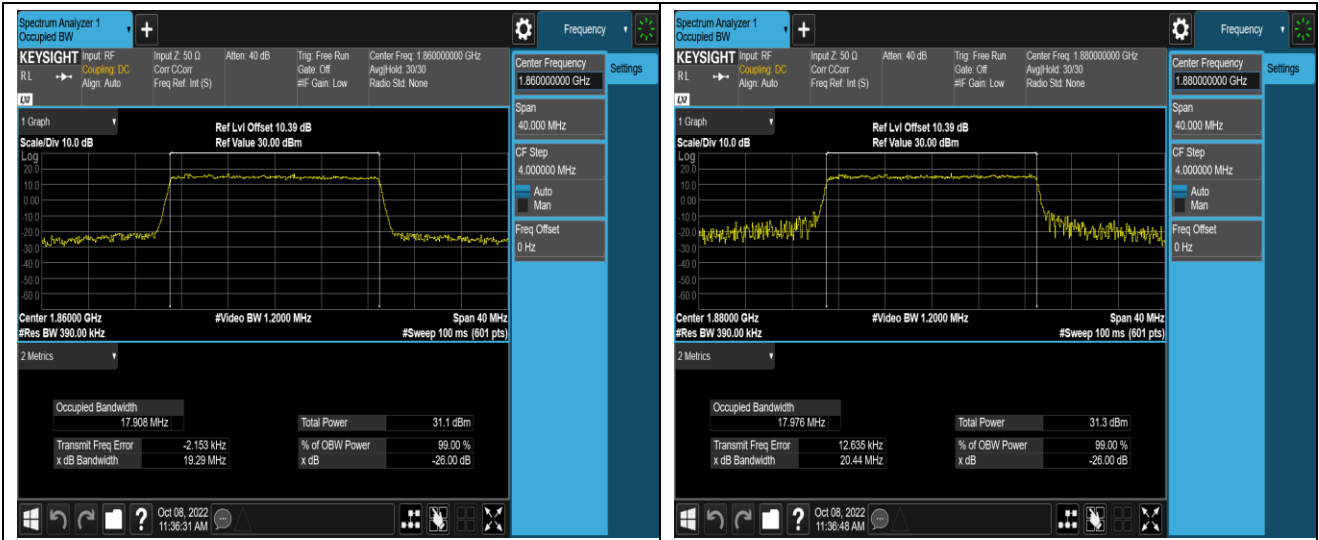 Spectrum Analyzer 1
Occupied BW
+
Frequency
KEYSIGHT
RL
LXI
Input: RF
Coupling: DC
Align: Auto
Input Z: 50 Ω
Corr CCorr
Freq Ref: Int (S)
Atten: 40 dB
Trig: Free Run
Gate: Off
#IF Gain: Low
Center Freq: 1.860000000 GHz
Avg|Hold: 30/30
Radio Std: None
Center Frequency
1.860000000 GHz
Settings
Span
40.000 MHz
CF Step
4.000000 MHz
Auto
Man
Freq Offset
0 Hz
1 Graph
Scale/Div 10.0 dB
Ref Lvl Offset 10.39 dB
Ref Value 30.00 dBm
Log
20.0
10.0
0.00
-10.0
-20.0
-30.0
-40.0
-50.0
-60.0
Center 1.86000 GHz
#Video BW 1.2000 MHz
Span 40 MHz
#Res BW 390.00 kHz
#Sweep 100 ms (601 pts)
2 Metrics
Occupied Bandwidth
17.908 MHz
Total Power 31.1 dBm
Transmit Freq Error -2.153 kHz
% of OBW Power 99.00 %
x dB Bandwidth 19.29 MHz
x dB -26.00 dB
?
Oct 08, 2022
11:36:31 AM
Spectrum Analyzer 1
Occupied BW
+
Frequency
KEYSIGHT
RL
LXI
Input: RF
Coupling: DC
Align: Auto
Input Z: 50 Ω
Corr CCorr
Freq Ref: Int (S)
Atten: 40 dB
Trig: Free Run
Gate: Off
#IF Gain: Low
Center Freq: 1.880000000 GHz
Avg|Hold: 30/30
Radio Std: None
Center Frequency
1.880000000 GHz
Settings
Span
40.000 MHz
CF Step
4.000000 MHz
Auto
Man
Freq Offset
0 Hz
1 Graph
Scale/Div 10.0 dB
Ref Lvl Offset 10.39 dB
Ref Value 30.00 dBm
Log
20.0
10.0
0.00
-10.0
-20.0
-30.0
-40.0
-50.0
-60.0
Center 1.88000 GHz
#Video BW 1.2000 MHz
Span 40 MHz
#Res BW 390.00 kHz
#Sweep 100 ms (601 pts)
2 Metrics
Occupied Bandwidth
17.976 MHz
Total Power 31.3 dBm
Transmit Freq Error 12.635 kHz
% of OBW Power 99.00 %
x dB Bandwidth 20.44 MHz
x dB -26.00 dB
?
Oct 08, 2022
11:36:48 AM